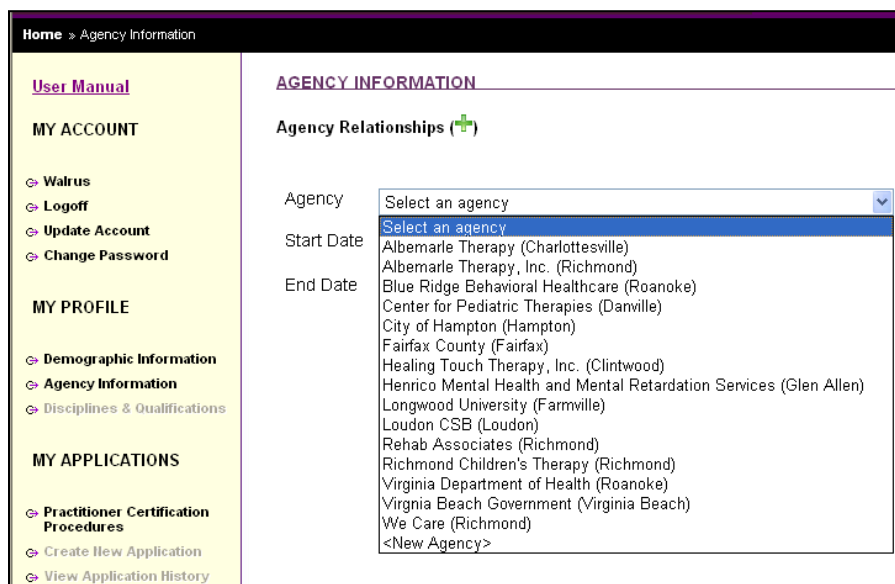 Home » Agency Information
User Manual
MY ACCOUNT
Walrus
Logoff
Update Account
Change Password
MY PROFILE
Demographic Information
Agency Information
Disciplines & Qualifications
MY APPLICATIONS
Practitioner Certification
Procedures
Create New Application
View Application History
AGENCY INFORMATION
Agency Relationships (+)
Agency
Select an agency
Start Date
End Date
Select an agency
Albemarle Therapy (Charlottesville)
Albemarle Therapy, Inc. (Richmond)
Blue Ridge Behavioral Healthcare (Roanoke)
Center for Pediatric Therapies (Danville)
City of Hampton (Hampton)
Fairfax County (Fairfax)
Healing Touch Therapy, Inc. (Clintwood)
Henrico Mental Health and Mental Retardation Services (Glen Allen)
Longwood University (Farmville)
Loudon CSB (Loudon)
Rehab Associates (Richmond)
Richmond Children's Therapy (Richmond)
Virginia Department of Health (Roanoke)
Virgnia Beach Government (Virginia Beach)
We Care (Richmond)
<New Agency>